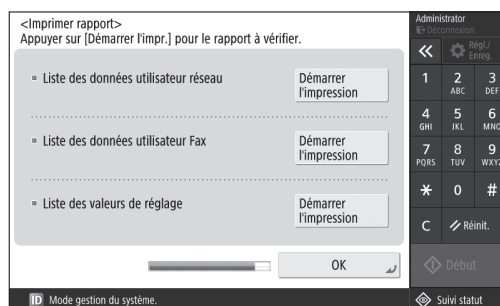 <Imprimer rapport>
Appuyer sur [Démarrer l'impr.] pour le rapport à vérifier.
Liste des données utilisateur réseau
Démarrer
l'impression
Liste des données utilisateur Fax
Démarrer
l'impression
Liste des valeurs de réglage
Démarrer
l'impression
OK
ID Mode gestion du système.
Administrator
Déconnexion
Régl./
Enreg.
1 2 3
ABC DEF
4 5 6
GHI JKL MNO
7 8 9
PQRS TUV WXYZ
* 0 #
C Réinit.
Début
Suivi statut